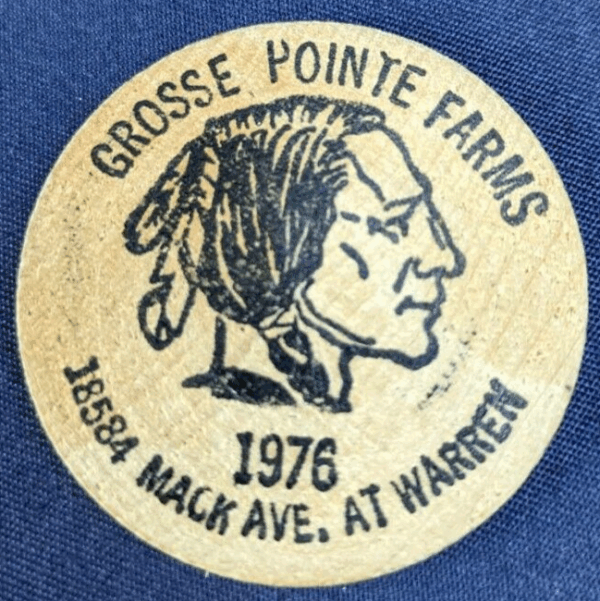 GROSSE POINTE FARMS
1976
18584 MACK AVE. AT WARREN